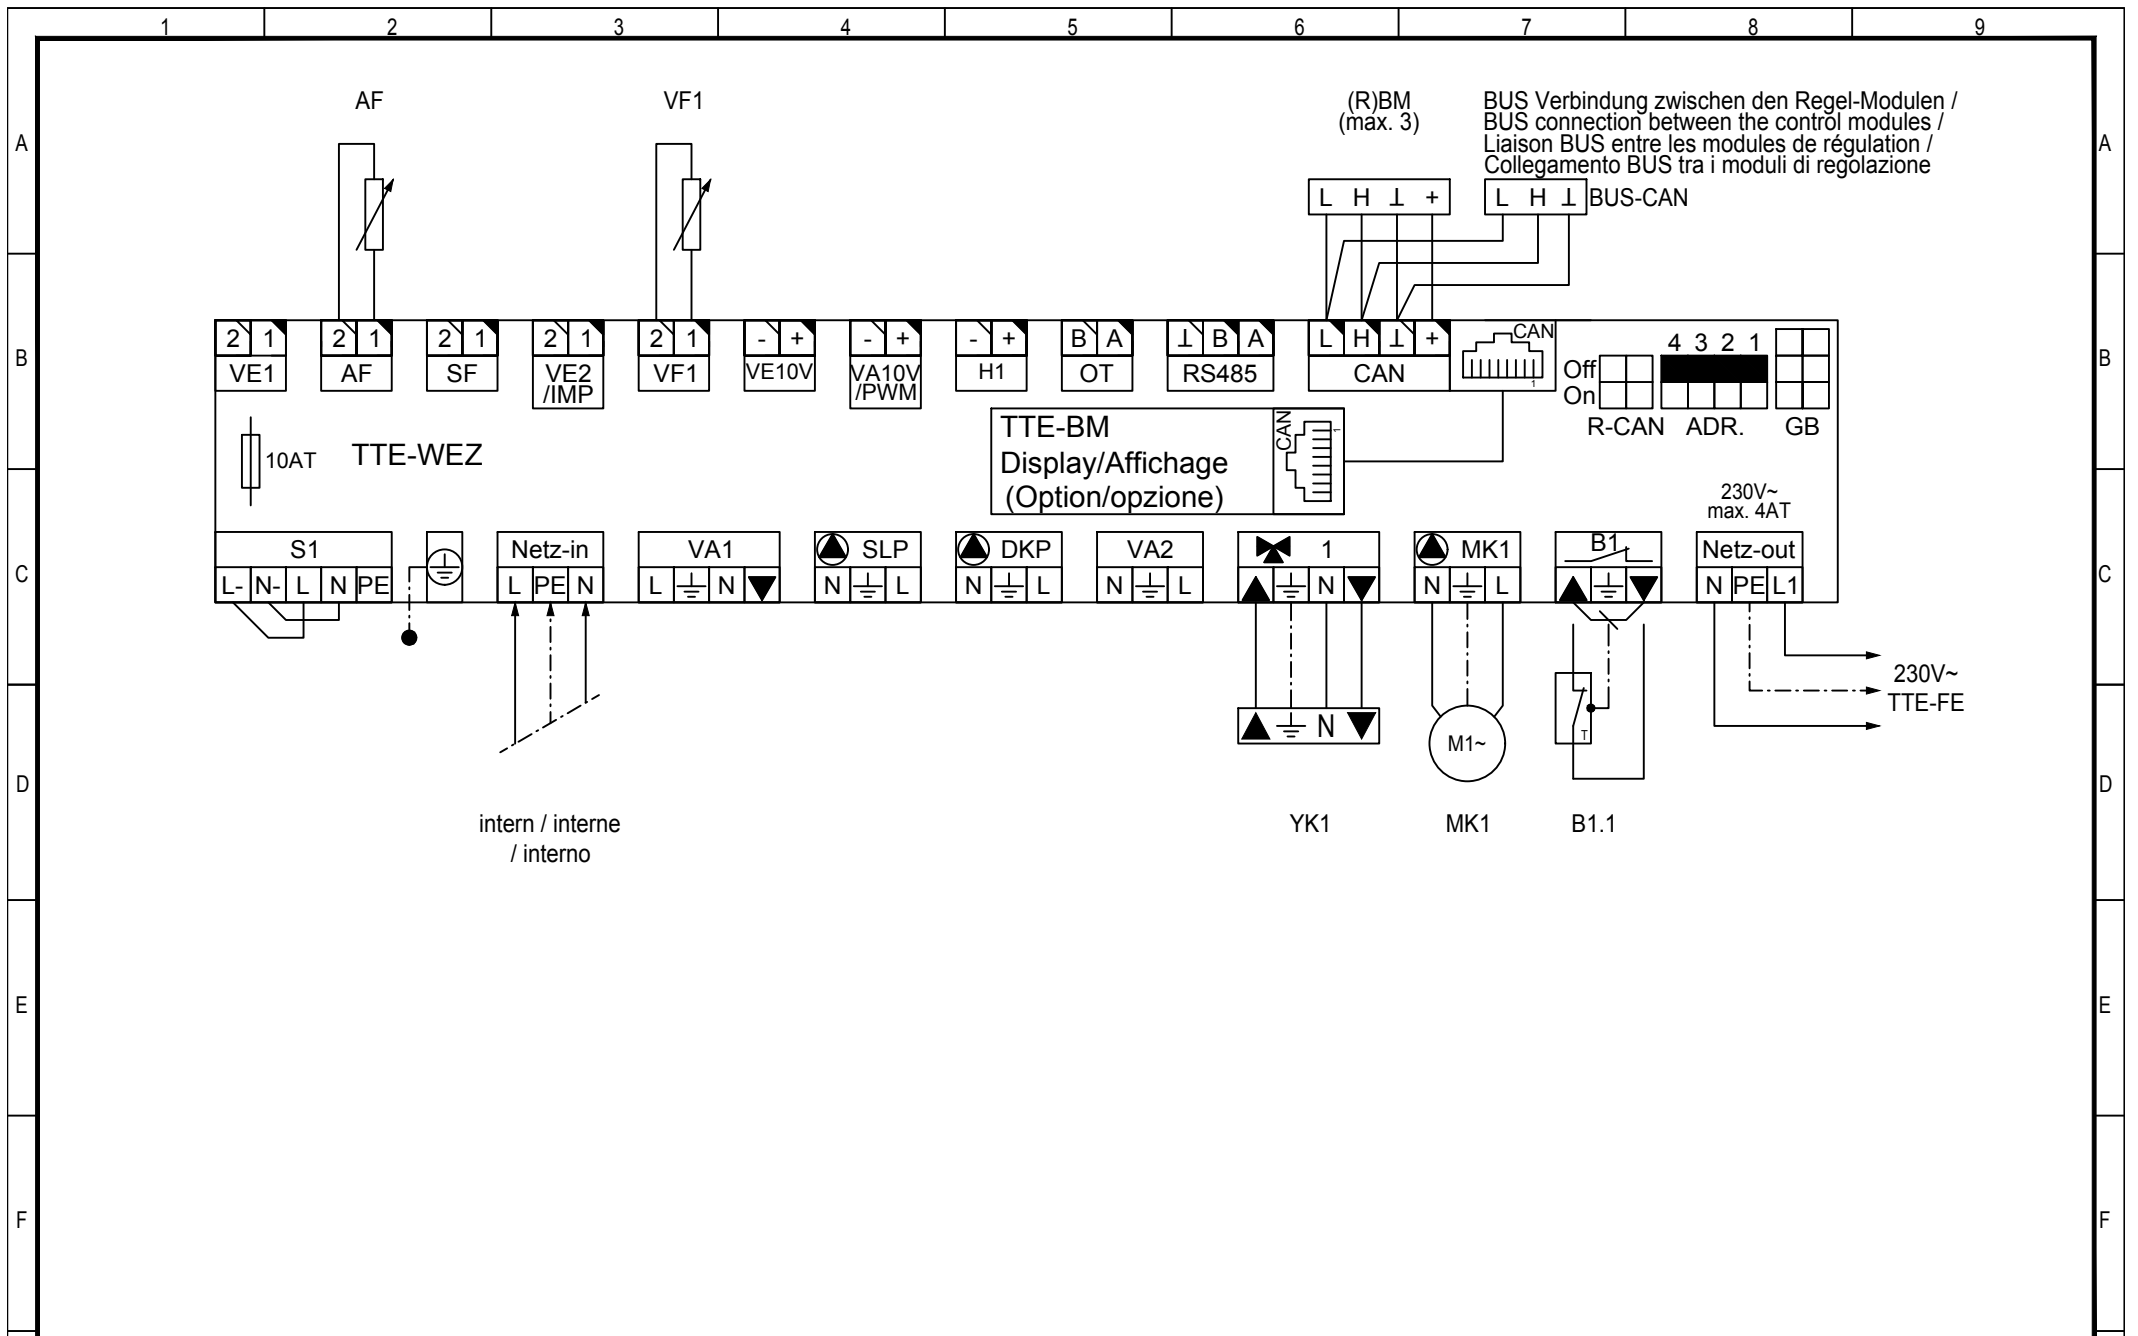 1 2 3 4 5 6 7 8 9
AF VF1 (R)BM
(max. 3)
BUS Verbindung zwischen den Regel-Modulen /
BUS connection between the control modules /
Liaison BUS entre les modules de régulation /
Collegamento BUS tra i moduli di regolazione
A A
L H ⊥ + L H ⊥ BUS-CAN
2 1 2 1 2 1 2 1 2 1 - + - + - + B A ⊥ B A L H ⊥ + CAN 4 3 2 1
B B
VE1 AF SF VE2 VF1 VE10V VA10V H1 OT RS485 CAN 1 Off
/IMP /PWM On
R-CAN ADR. GB
10AT TTE-WEZ
TTE-BM
Display/Affichage
(Option/opzione)
CAN 1
230V~
max. 4AT
C C
S1 Netz-in VA1 SLP DKP VA2 1 MK1 B1 Netz-out
L- N- L N PE L PE N L N N L N L N L N N L N PE L1
230V~
TTE-FE
N M1~ T
D D
intern / interne
/ interno
YK1 MK1 B1.1
E E
F F